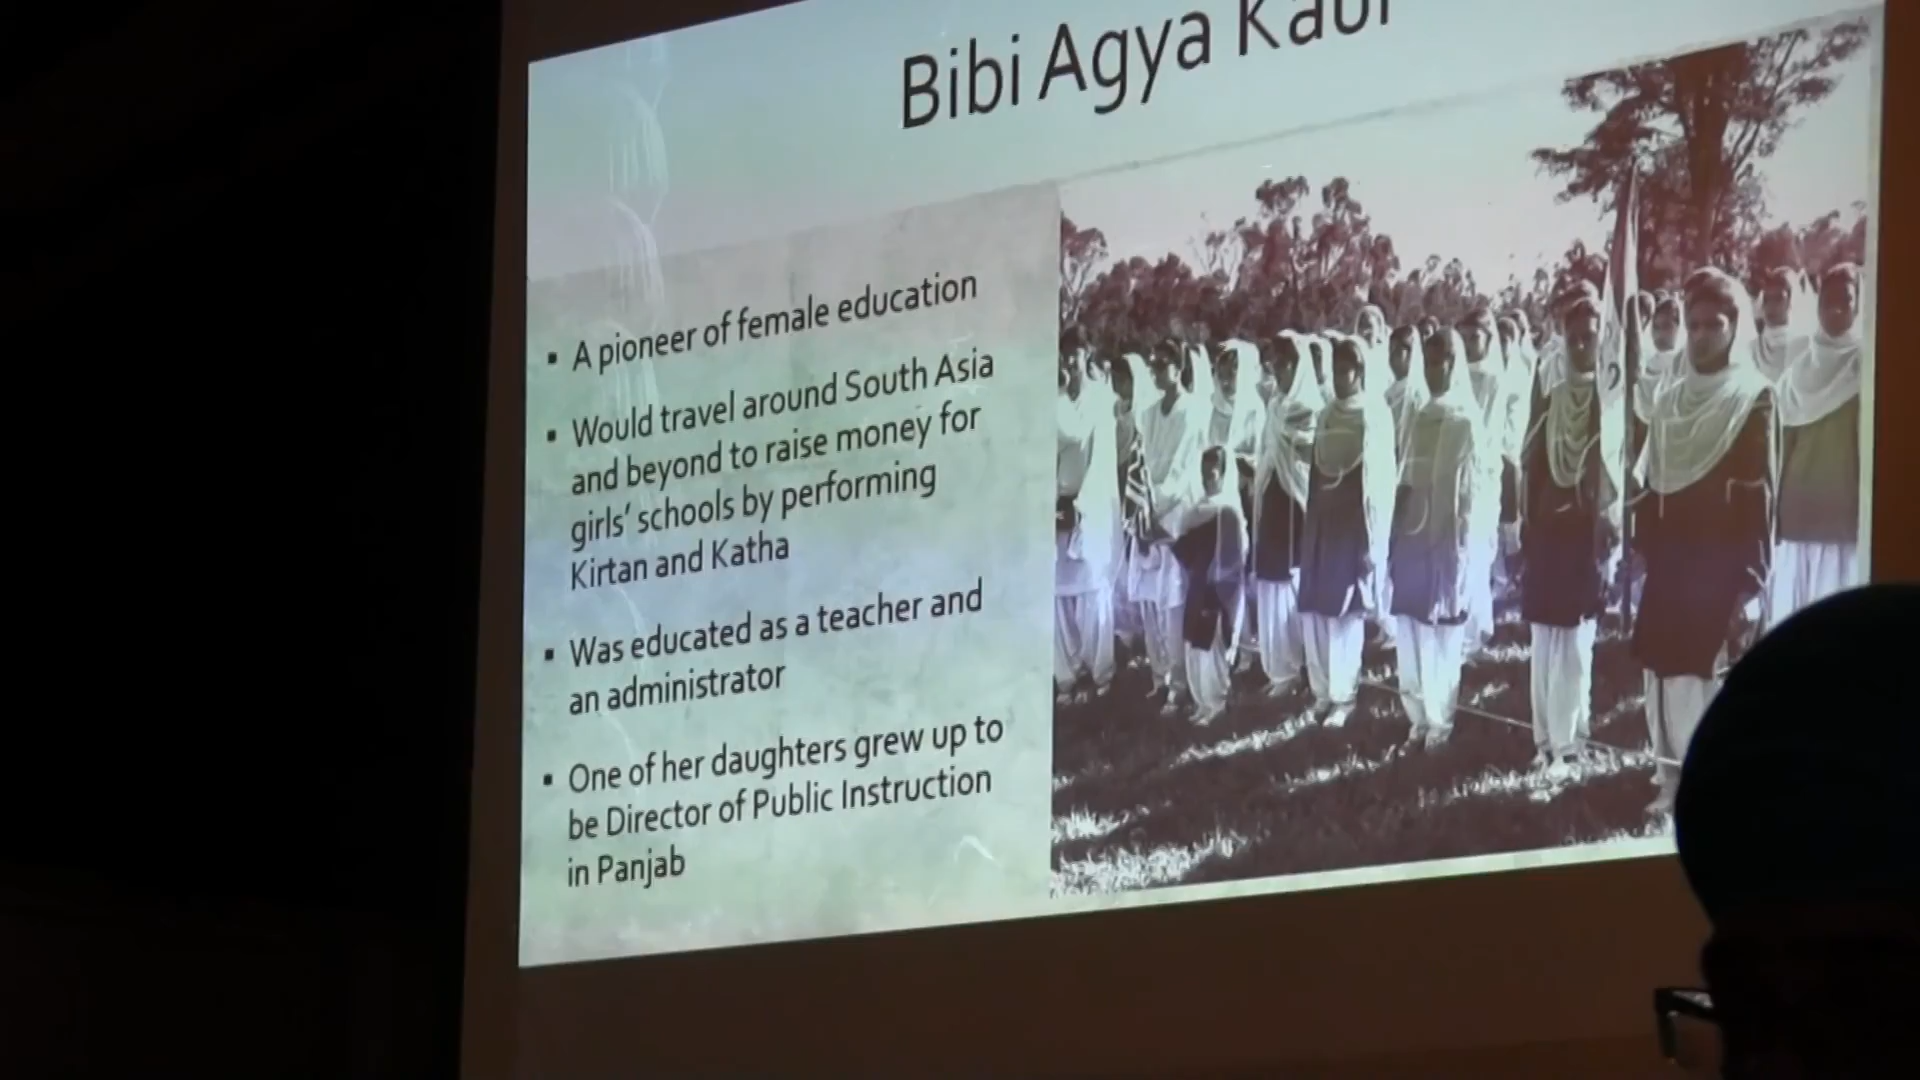 Bibi Agya Kaur
▪ A pioneer of female education
▪ Would travel around South Asia
and beyond to raise money for
girls' schools by performing
Kirtan and Katha
▪ Was educated as a teacher and
an administrator
▪ One of her daughters grew up to
be Director of Public Instruction
in Panjab